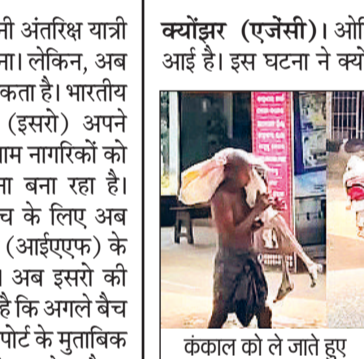 नी अंतरिक्ष यात्री
ना। लेकिन, अब
कता है। भारतीय
(इसरो) अपने
नाम नागरिकों को
ना बना रहा है।
च के लिए अब
(आईएएफ) के
। अब इसरो की
है कि अगले बैच
पोर्ट के मुताबिक
क्योंझर (एजेंसी)। ओि
आई है। इस घटना ने क्यों
कंकाल को ले जाते हुए